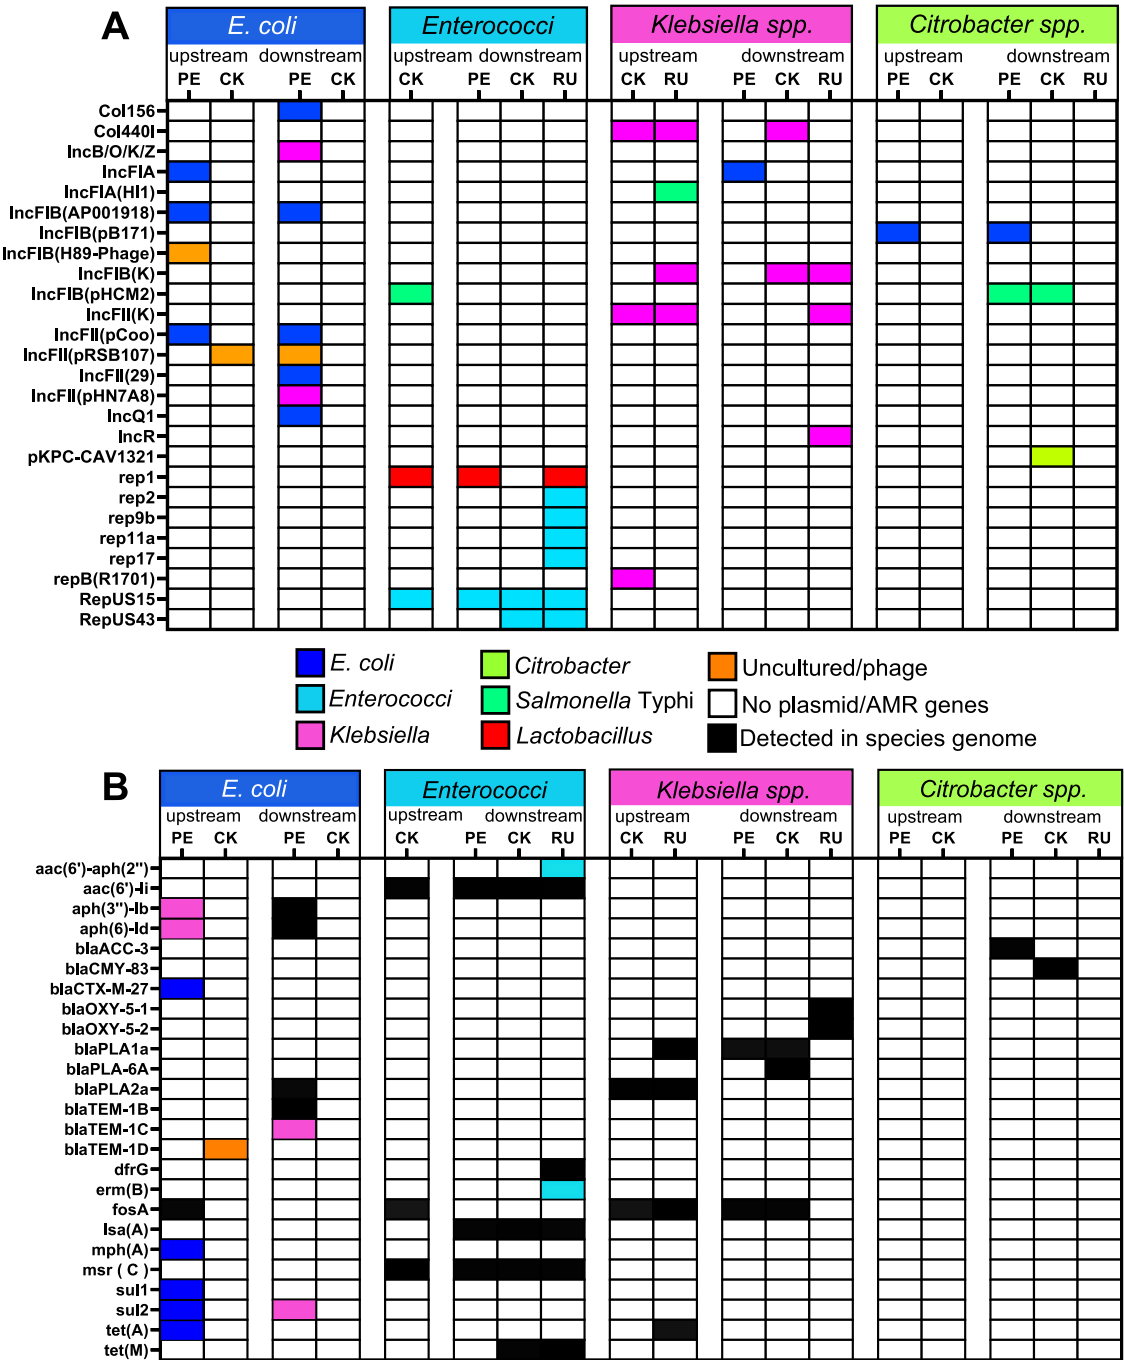 A
E. coli Enterococci Klebsiella spp. Citrobacter spp.
upstream downstream upstream downstream upstream downstream upstream downstream
PE CK PE CK CK PE CK RU CK RU PE CK RU PE CK PE CK RU
Col156
Col440I
IncB/O/K/Z
IncFIA
IncFIA(HI1)
IncFIB(AP001918)
IncFIB(pB171)
IncFIB(H89-Phage)
IncFIB(K)
IncFIB(pHCM2)
IncFII(K)
IncFII(pCoo)
IncFII(pRSB107)
IncFII(29)
IncFII(pHN7A8)
IncQ1
IncR
pKPC-CAV1321
rep1
rep2
rep9b
rep11a
rep17
repB(R1701)
RepUS15
RepUS43
E. coli Citrobacter Uncultured/phage
Enterococci Salmonella Typhi No plasmid/AMR genes
Klebsiella Lactobacillus Detected in species genome
B
E. coli Enterococci Klebsiella spp. Citrobacter spp.
upstream downstream upstream downstream upstream downstream upstream downstream
PE CK PE CK CK PE CK RU CK RU PE CK RU PE CK PE CK RU
aac(6')-aph(2'')
aac(6')-Ii
aph(3'')-Ib
aph(6)-Id
blaACC-3
blaCMY-83
blaCTX-M-27
blaOXY-5-1
blaOXY-5-2
blaPLA1a
blaPLA-6A
blaPLA2a
blaTEM-1B
blaTEM-1C
blaTEM-1D
dfrG
erm(B)
fosA
lsa(A)
mph(A)
msr ( C )
sul1
sul2
tet(A)
tet(M)